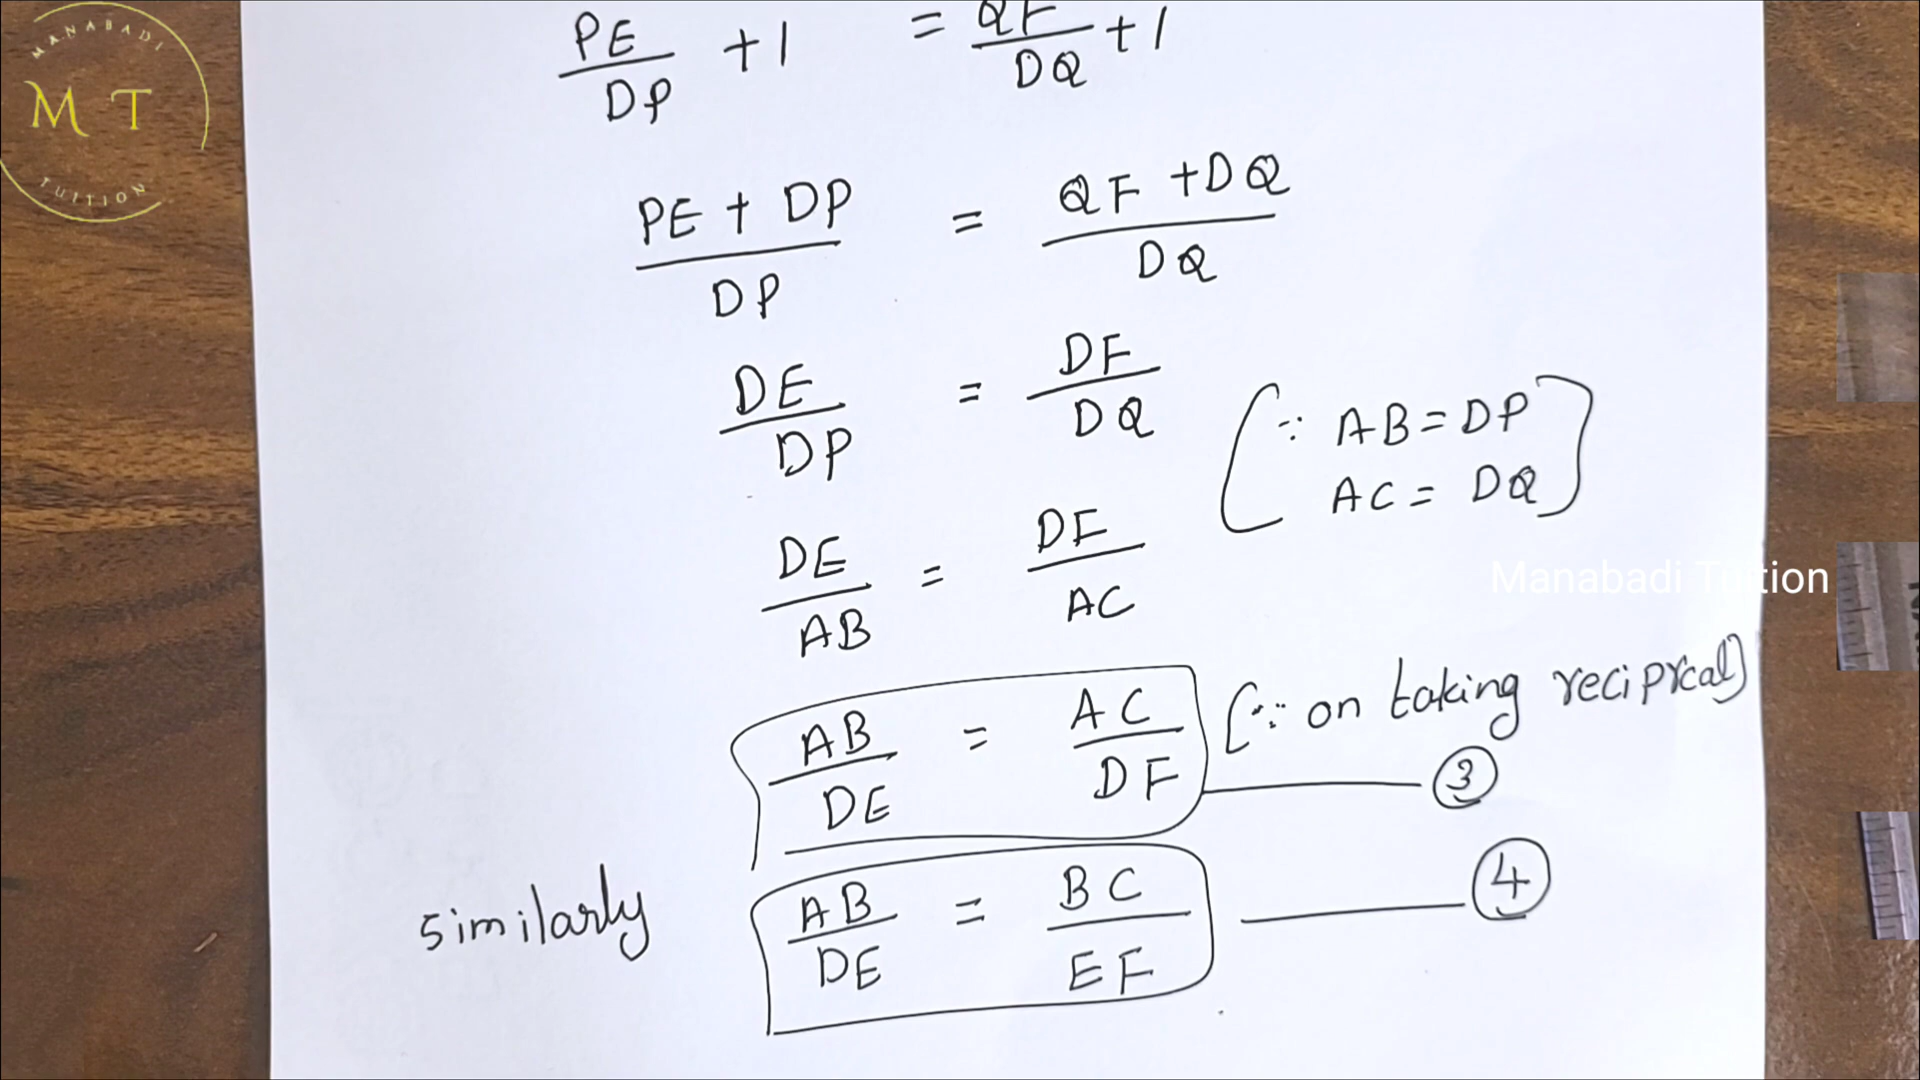 MANABADI
M T
TUITION
PE/DP + 1 = QF/DQ + 1
PE + DP / DP = QF + DQ / DQ
DE/DP = DF/DQ (∵ AB = DP
AC = DQ)
DE/AB = DF/AC
Manabadi Tuition
AB/DE = AC/DF (∵ on taking reciprcal)
③
similarly AB/DE = BC/EF ④